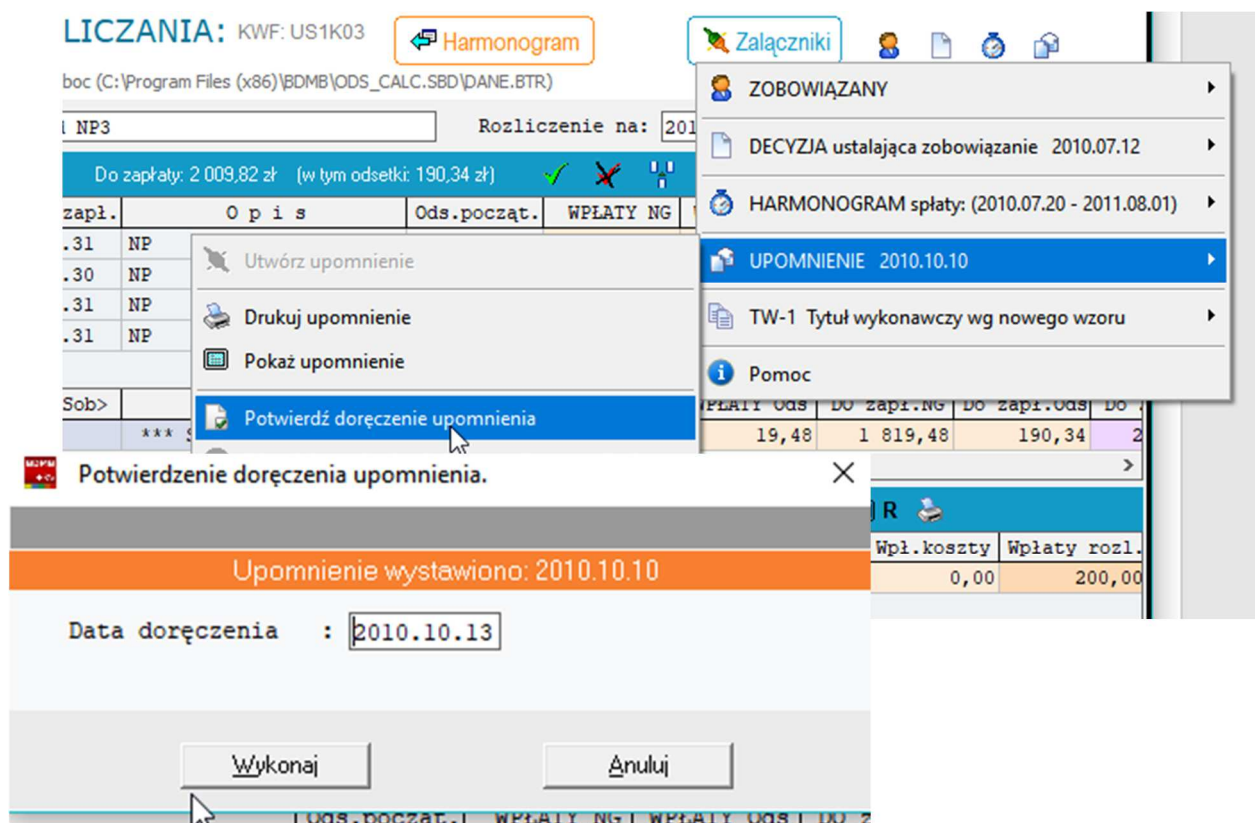 LICZANIA: KWF: US1K03 Harmonogram Zalączniki
boc (C:\Program Files (x86)\BDMB\ODS_CALC.SBD\DANE.BTR)
NP3 Rozliczenie na: 201
Do zapłaty: 2 009,82 zł (w tym odsetki: 190,34 zł)
zapł. O p i s Ods.począt. WPŁATY NG
.31 NP
.30 NP
.31 NP
.31 NP
ZOBOWIĄZANY
DECYZJA ustalająca zobowiązanie 2010.07.12
HARMONOGRAM spłaty: (2010.07.20 - 2011.08.01)
UPOMNIENIE 2010.10.10
TW-1 Tytuł wykonawczy wg nowego wzoru
Pomoc
Utwórz upomnienie
Drukuj upomnienie
Pokaż upomnienie
Potwierdź doręczenie upomnienia
Sob> WPŁATY Ods DO zapł.NG Do zapł.Ods Do
*** 19,48 1 819,48 190,34 2
R
Wpł.koszty Wpłaty rozl.
0,00 200,00
Potwierdzenie doręczenia upomnienia.
Upomnienie wystawiono: 2010.10.10
Data doręczenia : 2010.10.13
Wykonaj Anuluj
Ods.począt. WPŁATY NG WPŁATY Ods DO z